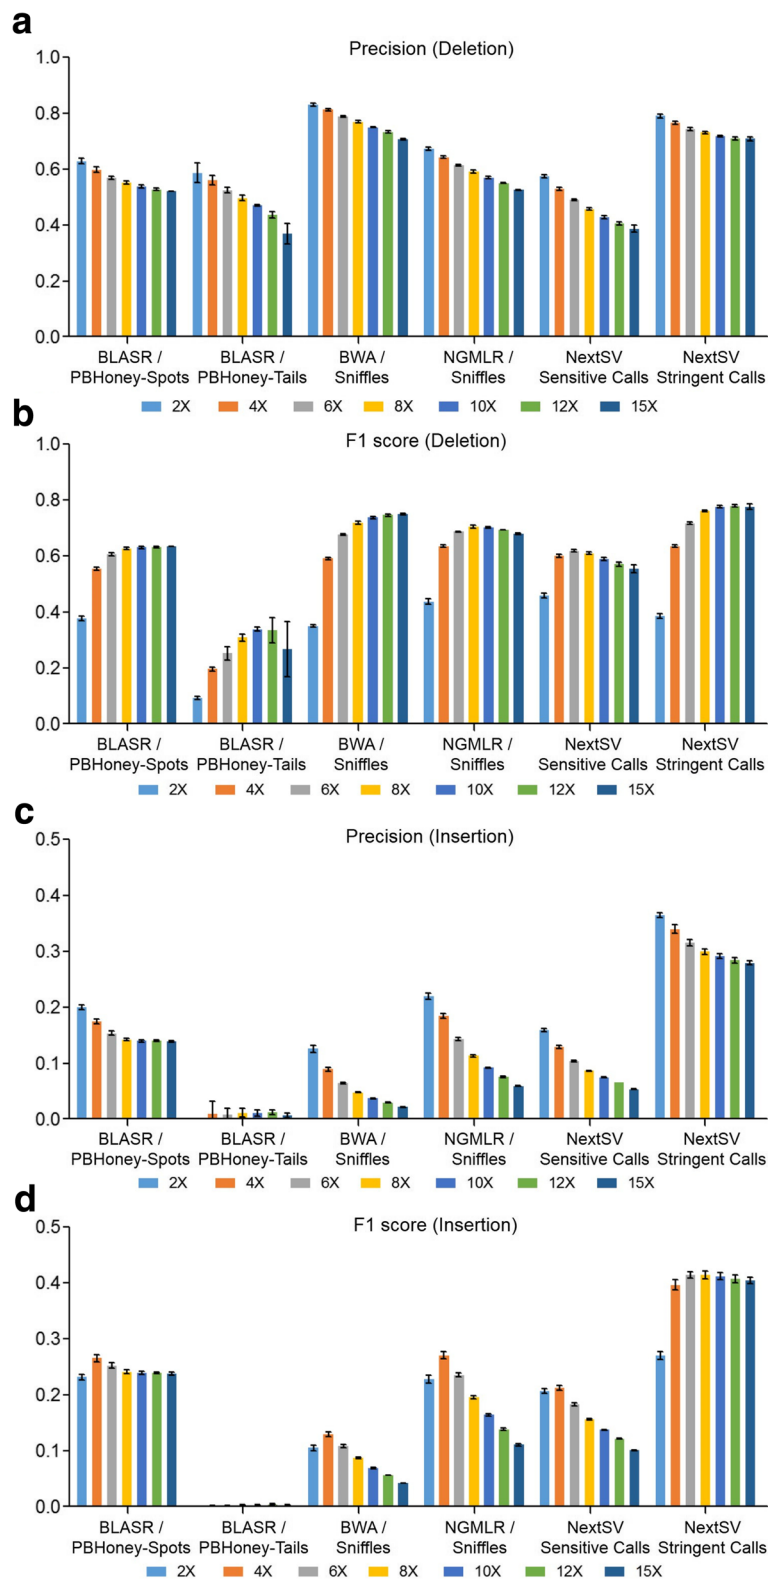 a
Precision (Deletion)
1.0
0.8
0.6
0.4
0.2
0.0
BLASR / BLASR / BWA / NGMLR / NextSV NextSV
PBHoney-Spots PBHoney-Tails Sniffles Sniffles Sensitive Calls Stringent Calls
2X 4X 6X 8X 10X 12X 15X
b
F1 score (Deletion)
1.0
0.8
0.6
0.4
0.2
0.0
BLASR / BLASR / BWA / NGMLR / NextSV NextSV
PBHoney-Spots PBHoney-Tails Sniffles Sniffles Sensitive Calls Stringent Calls
2X 4X 6X 8X 10X 12X 15X
c
Precision (Insertion)
0.5
0.4
0.3
0.2
0.1
0.0
BLASR / BLASR / BWA / NGMLR / NextSV NextSV
PBHoney-Spots PBHoney-Tails Sniffles Sniffles Sensitive Calls Stringent Calls
2X 4X 6X 8X 10X 12X 15X
d
F1 score (Insertion)
0.5
0.4
0.3
0.2
0.1
0.0
BLASR / BLASR / BWA / NGMLR / NextSV NextSV
PBHoney-Spots PBHoney-Tails Sniffles Sniffles Sensitive Calls Stringent Calls
2X 4X 6X 8X 10X 12X 15X